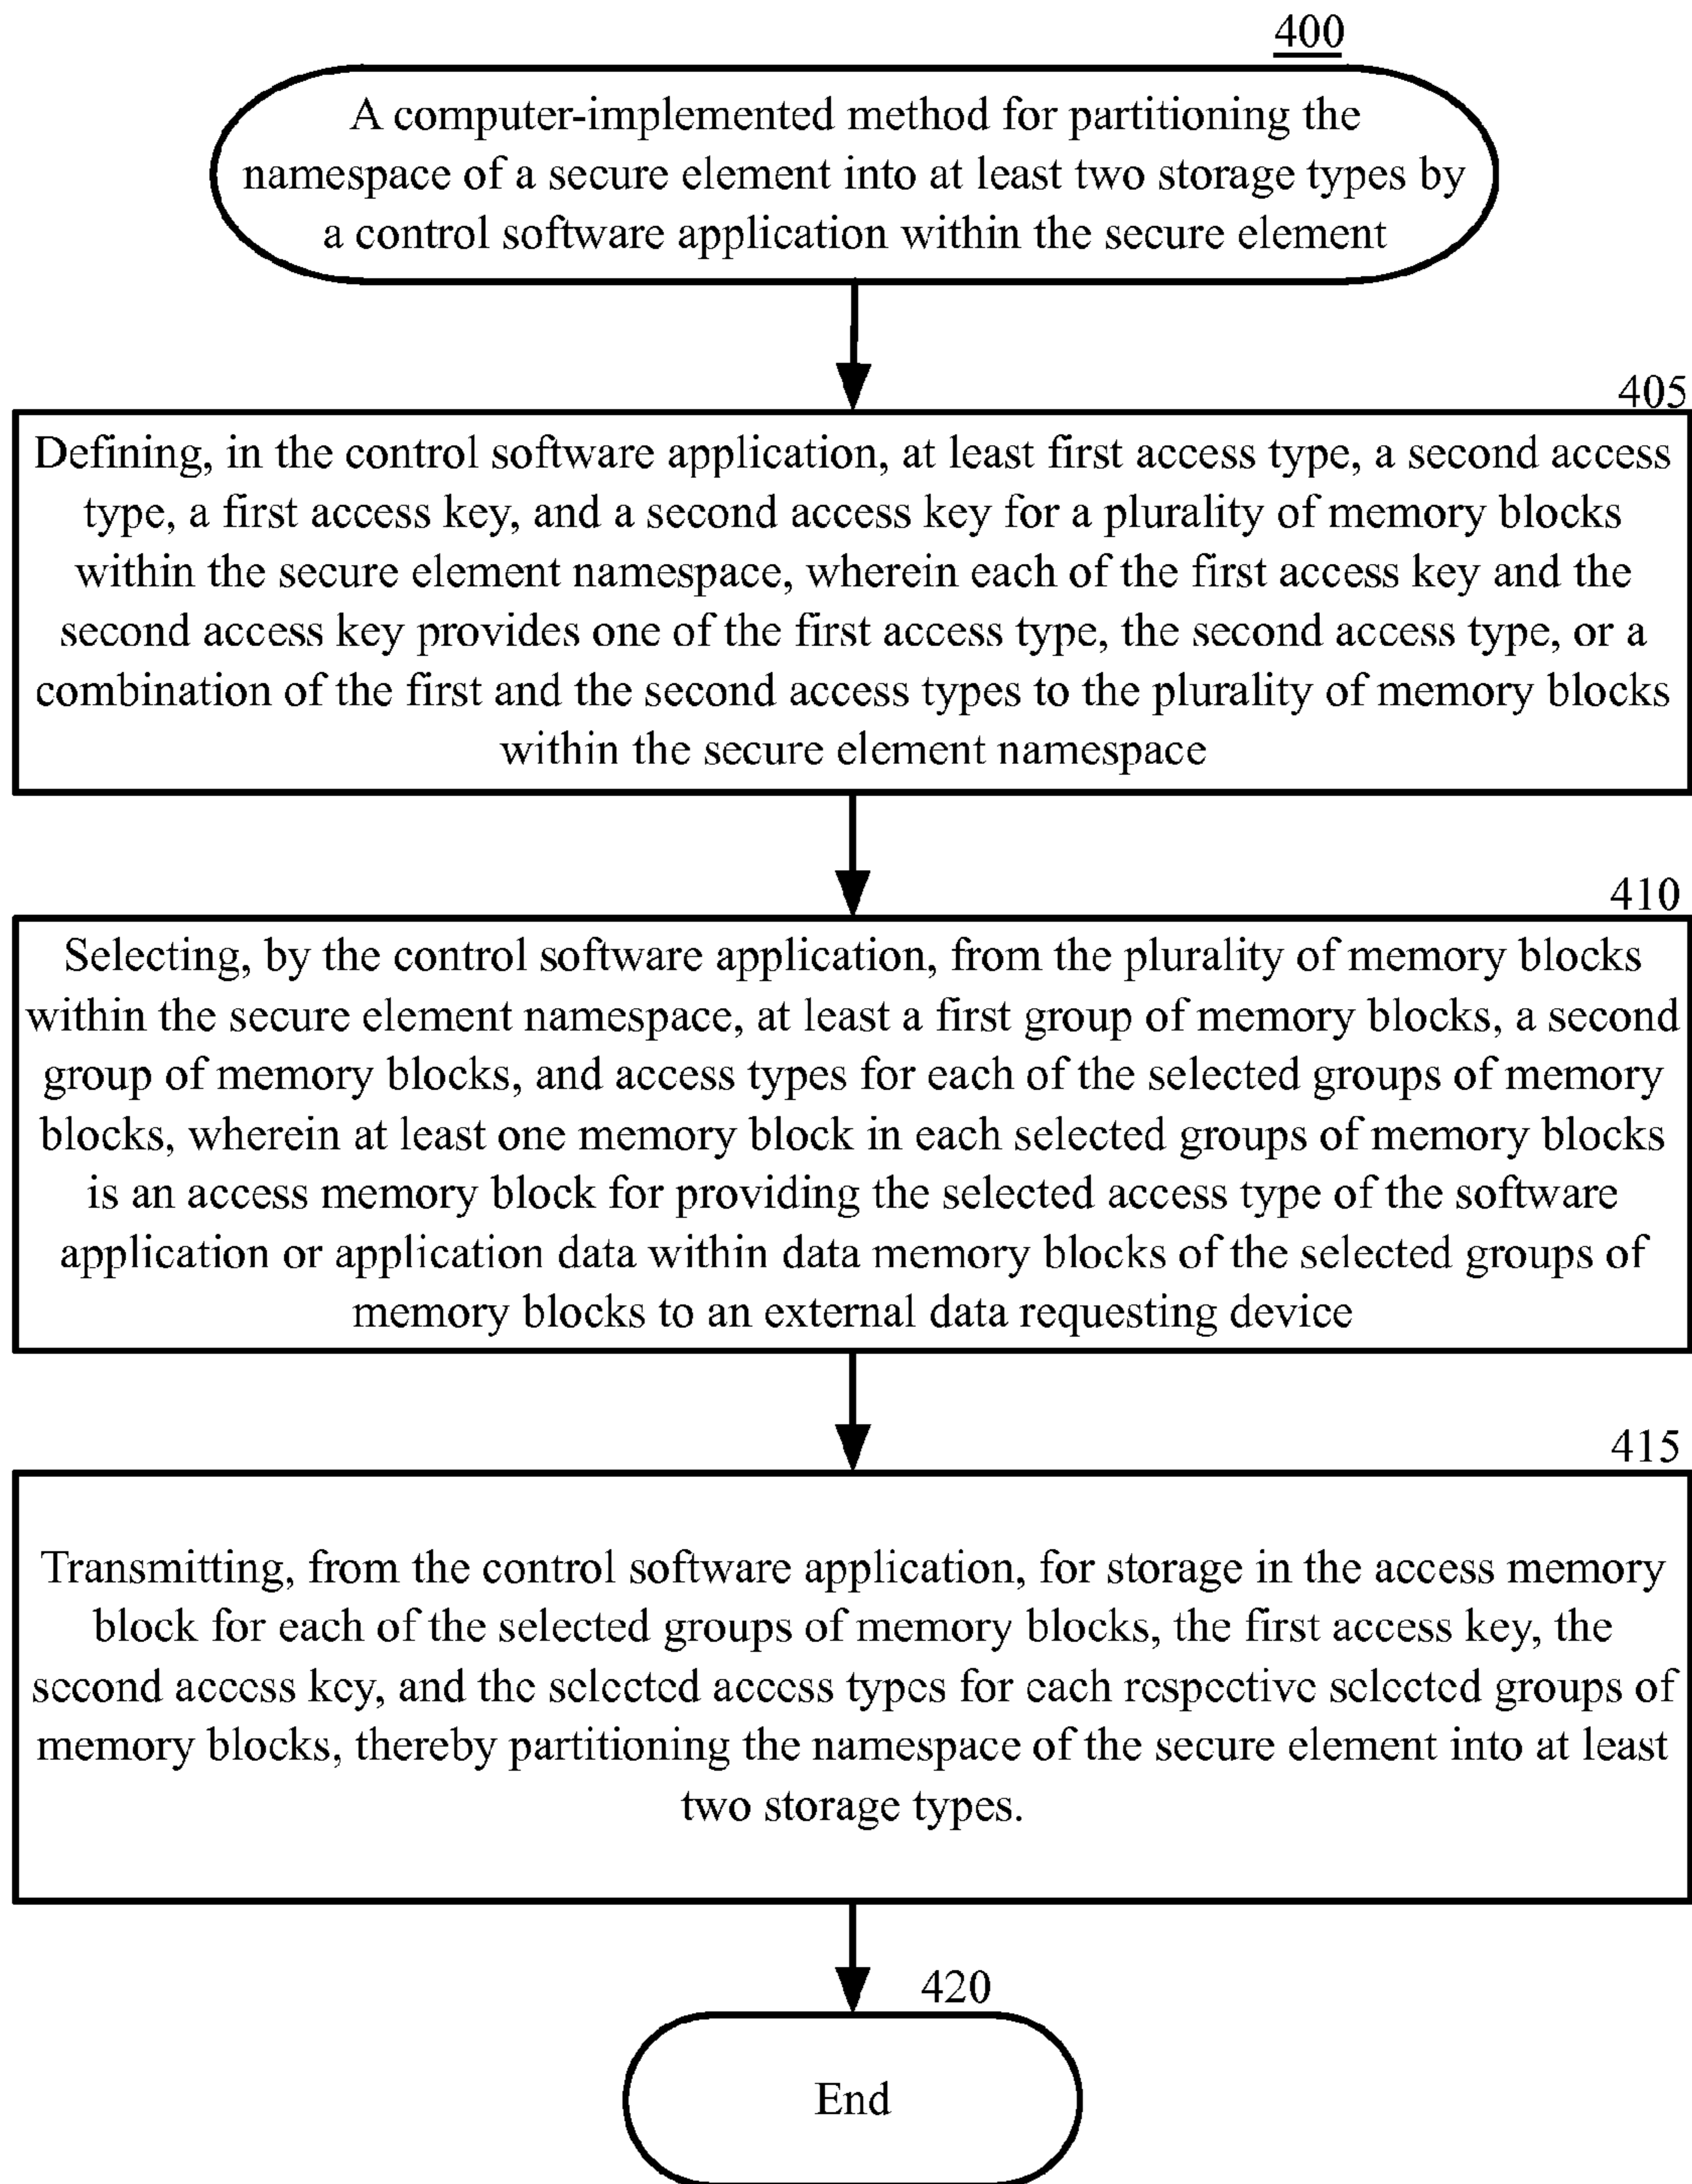 400
A computer-implemented method for partitioning the
namespace of a secure element into at least two storage types by
a control software application within the secure element
405
Defining, in the control software application, at least first access type, a second access
type, a first access key, and a second access key for a plurality of memory blocks
within the secure element namespace, wherein each of the first access key and the
second access key provides one of the first access type, the second access type, or a
combination of the first and the second access types to the plurality of memory blocks
within the secure element namespace
410
Selecting, by the control software application, from the plurality of memory blocks
within the secure element namespace, at least a first group of memory blocks, a second
group of memory blocks, and access types for each of the selected groups of memory
blocks, wherein at least one memory block in each selected groups of memory blocks
is an access memory block for providing the selected access type of the software
application or application data within data memory blocks of the selected groups of
memory blocks to an external data requesting device
415
Transmitting, from the control software application, for storage in the access memory
block for each of the selected groups of memory blocks, the first access key, the
second access key, and the selected access types for each respective selected groups of
memory blocks, thereby partitioning the namespace of the secure element into at least
two storage types.
420
End